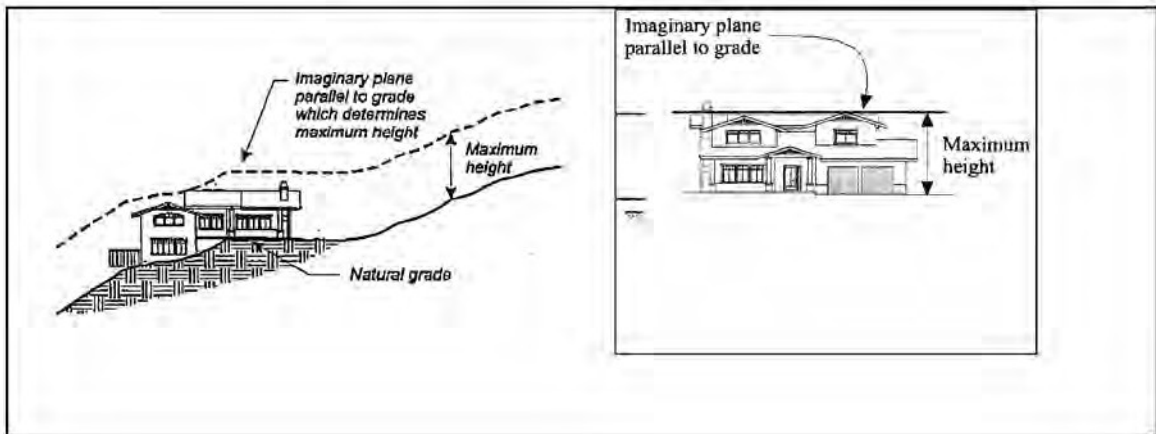 Imaginary plane
parallel to grade
which determines
maximum height
Maximum
height
Natural grade
Imaginary plane
parallel to grade
Maximum
height